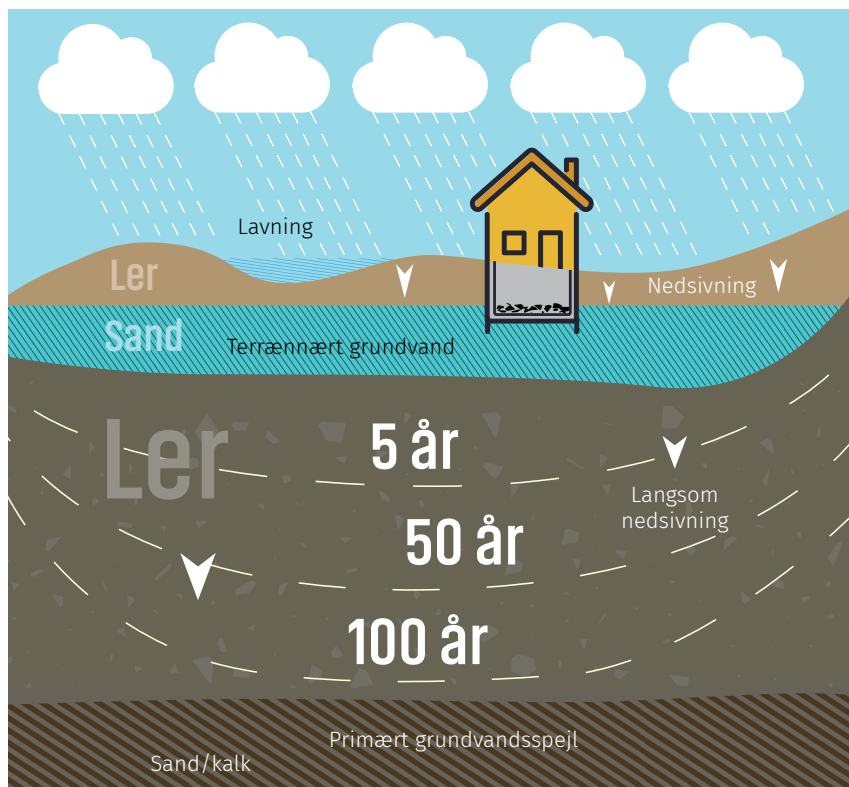 Lavning
Ler
Nedsivning
Sand
Terrænnært grundvand
Ler
5 år
Langsom
nedsivning
50 år
100 år
Primært grundvandsspejl
Sand/kalk